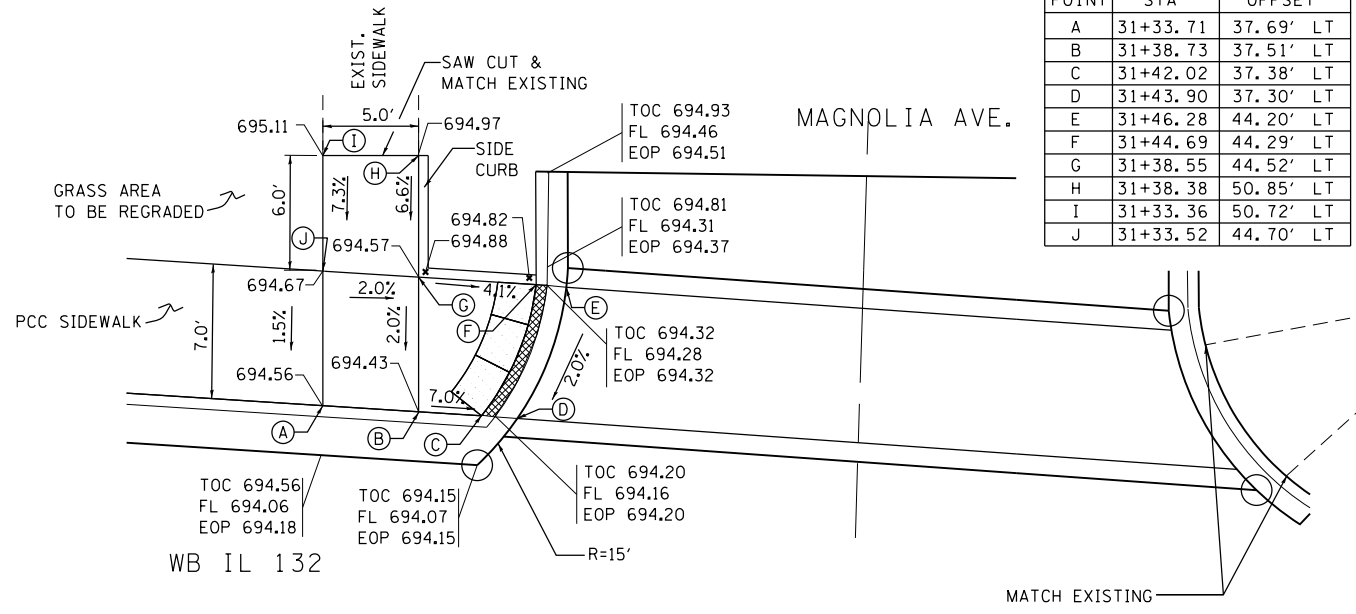 POINT STA OFFSET
A 31+33.71 37.69' LT
B 31+38.73 37.51' LT
C 31+42.02 37.38' LT
D 31+43.90 37.30' LT
E 31+46.28 44.20' LT
F 31+44.69 44.29' LT
G 31+38.55 44.52' LT
H 31+38.38 50.85' LT
I 31+33.36 50.72' LT
J 31+33.52 44.70' LT
EXIST.
SIDEWALK
SAW CUT &
MATCH EXISTING
5.0'
695.11
I
694.97
H
SIDE
CURB
TOC 694.93
FL 694.46
EOP 694.51
MAGNOLIA AVE.
GRASS AREA
TO BE REGRADED
6.0'
7.3%
6.6%
TOC 694.81
FL 694.31
EOP 694.37
694.82
694.88
J
694.57
694.67
G
4.1%
2.0%
F
E
PCC SIDEWALK
7.0'
1.5%
2.0%
694.43
694.56
TOC 694.32
FL 694.28
EOP 694.32
2.0%
7.0%
A
B
C
D
TOC 694.56
FL 694.06
EOP 694.18
TOC 694.15
FL 694.07
EOP 694.15
TOC 694.20
FL 694.16
EOP 694.20
R=15'
WB IL 132
MATCH EXISTING